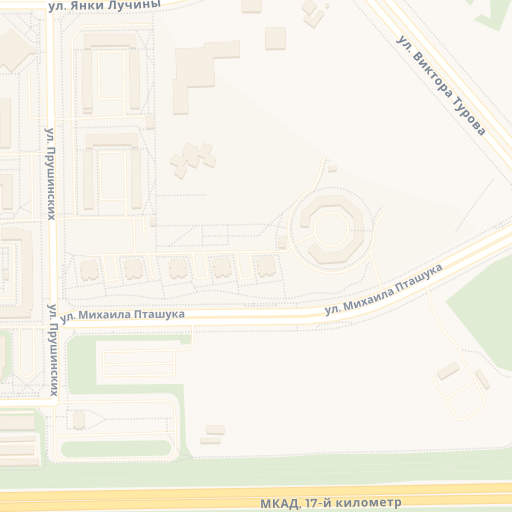 ул. Янки Лучины
ул. Виктора Турова
ул. Прушинских
ул. Михаила Пташука
ул. Михаила Пташука
ул. Прушинских
МКАД, 17-й километр